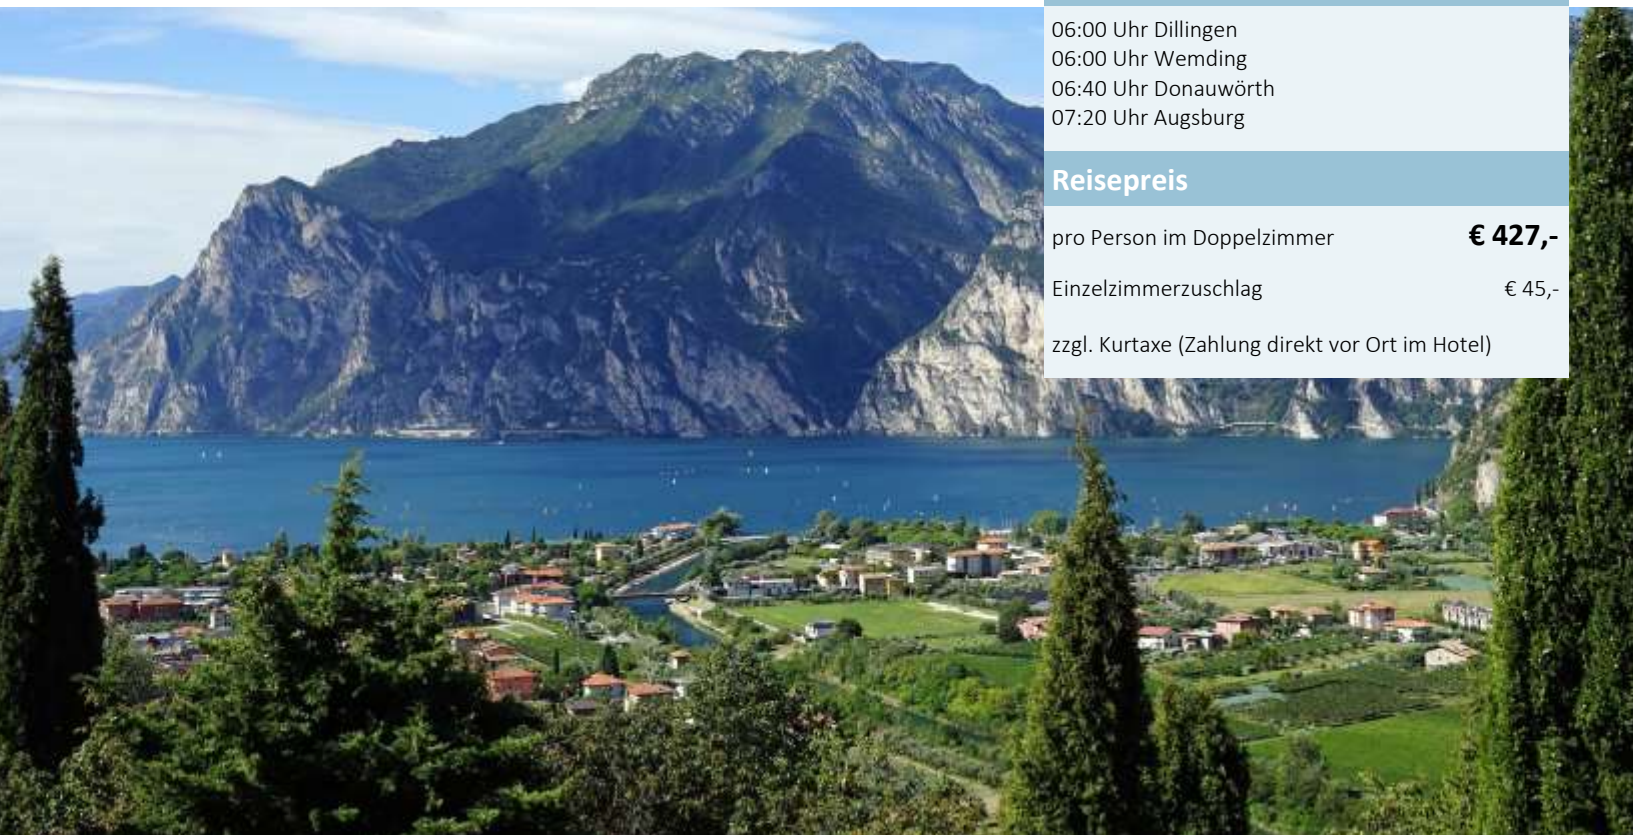 06:00 Uhr Dillingen
06:00 Uhr Wemding
06:40 Uhr Donauwörth
07:20 Uhr Augsburg
Reisepreis
pro Person im Doppelzimmer € 427,-
Einzelzimmerzuschlag € 45,-
zzgl. Kurtaxe (Zahlung direkt vor Ort im Hotel)